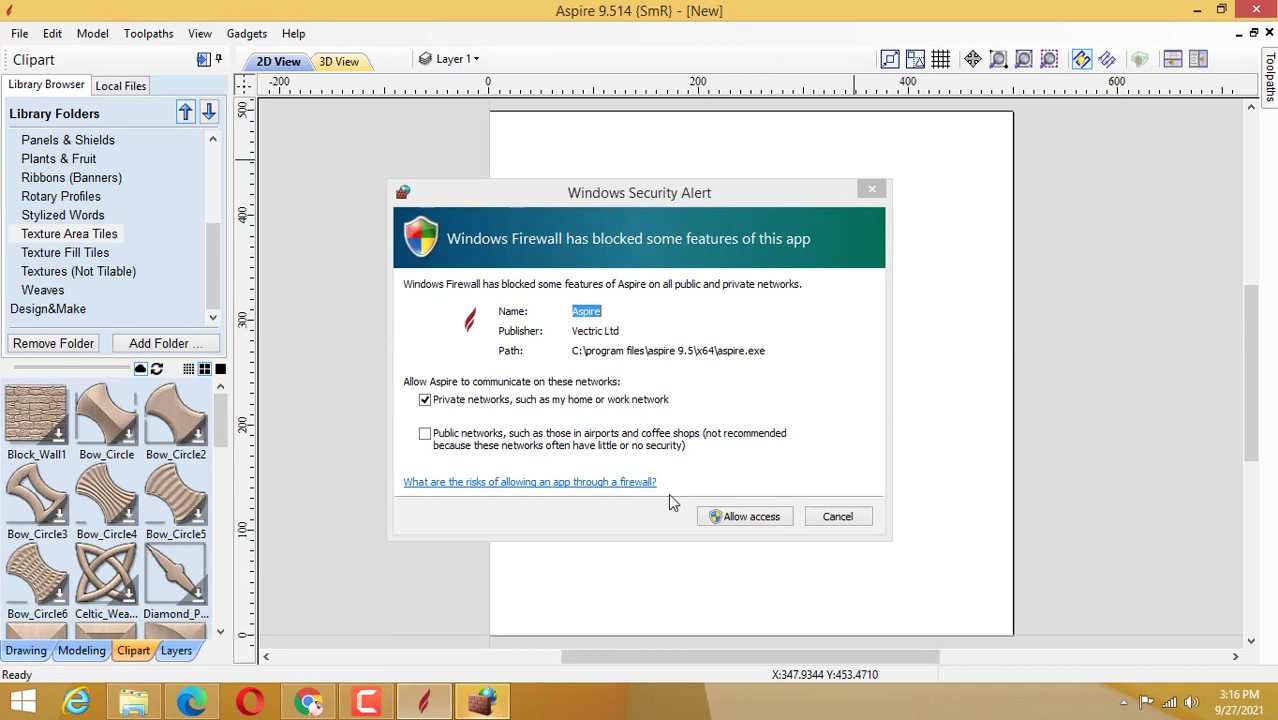 Aspire 9.514 {SmR} - [New]
File Edit Model Toolpaths View Gadgets Help
Clipart
2D View 3D View Layer 1
Library Browser Local Files
-200 0 200 400 600
Library Folders
Panels & Shields
Plants & Fruit
Ribbons (Banners)
Rotary Profiles
Stylized Words
Texture Area Tiles
Texture Fill Tiles
Textures (Not Tilable)
Weaves
Design&Make
Remove Folder Add Folder ...
Block_Wall1 Bow_Circle Bow_Circle2
Bow_Circle3 Bow_Circle4 Bow_Circle5
Bow_Circle6 Celtic_Wea... Diamond_P...
Drawing Modeling Clipart Layers
500
400
300
200
100
0
Windows Security Alert
Windows Firewall has blocked some features of this app
Windows Firewall has blocked some features of Aspire on all public and private networks.
Name: Aspire
Publisher: Vectric Ltd
Path: C:\program files\aspire 9.5\x64\aspire.exe
Allow Aspire to communicate on these networks:
Private networks, such as my home or work network
Public networks, such as those in airports and coffee shops (not recommended
because these networks often have little or no security)
What are the risks of allowing an app through a firewall?
Allow access Cancel
Toolpaths
Ready X:347.9344 Y:453.4710
3:16 PM
9/27/2021